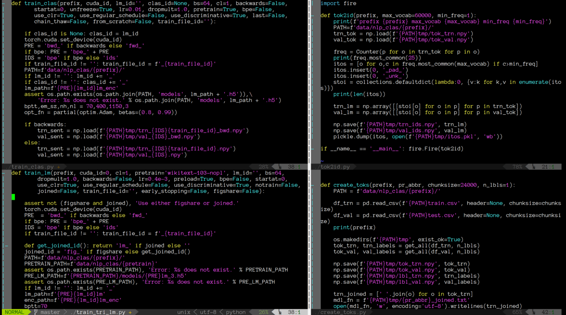 def train_clas(prefix, cuda_id, lm_id='', clas_id=None, bs=64, cl=1, backwards=False,
startat=0, unfreeze=True, lr=0.01, dropmult=1.0, pretrain=True, bpe=False,
use_clr=True, use_regular_schedule=False, use_discriminative=True, last=False,
chain_thaw=False, from_scratch=False, train_file_id=''):
if clas_id is None: clas_id = lm_id
torch.cuda.set_device(cuda_id)
PRE = 'bwd_' if backwards else 'fwd_'
PRE = 'bpe_' + PRE
IDS = 'bpe' if bpe else 'ids'
if train_file_id != '': train_file_id = f'_{train_file_id}'
PATH=f'data/nlp_clas/{prefix}/'
if lm_id != '': lm_id += '_'
if clas_id != '': clas_id += '_'
lm_path=f'{PRE}{lm_id}lm_enc'
assert os.path.exists(os.path.join(PATH, 'models', lm_path + '.h5')),\
'Error: %s does not exist.' % os.path.join(PATH, 'models', lm_path + '.h5')
bptt,em_sz,nh,nl = 70,400,1150,3
opt_fn = partial(optim.Adam, betas=(0.8, 0.99))
if backwards:
trn_sent = np.load(f'{PATH}tmp/trn_{IDS}{train_file_id}_bwd.npy')
val_sent = np.load(f'{PATH}tmp/val_{IDS}_bwd.npy')
else:
trn_sent = np.load(f'{PATH}tmp/trn_{IDS}{train_file_id}.npy')
val_sent = np.load(f'{PATH}tmp/val_{IDS}.npy')
def train_lm(prefix, cuda_id, cl=1, pretrain='wikitext-103-nopl', lm_id='', bs=64,
dropmult=1.0, backwards=False, lr=4e-3, preload=True, bpe=False, startat=0,
use_clr=True, use_regular_schedule=False, use_discriminative=True, notrain=False,
joined=False, train_file_id='', early_stopping=False, figshare=False):
assert not (figshare and joined), 'Use either figshare or joined.'
torch.cuda.set_device(cuda_id)
PRE = 'bwd_' if backwards else 'fwd_'
if bpe: PRE = 'bpe_' + PRE
IDS = 'bpe' if bpe else 'ids'
if train_file_id != '': train_file_id = f'_{train_file_id}'
def get_joined_id(): return 'lm_' if joined else ''
joined_id = 'fig_' if figshare else get_joined_id()
PATH=f'data/nlp_clas/{prefix}/'
PRETRAIN_PATH=f'data/nlp_clas/{pretrain}'
assert os.path.exists(PRETRAIN_PATH), 'Error: %s does not exist.' % PRETRAIN_PATH
PRE_LM_PATH=f'{PRETRAIN_PATH}/models/{PRE}lm_3.h5'
assert os.path.exists(PRE_LM_PATH), 'Error: %s does not exist.' % PRE_LM_PATH
if lm_id != '': lm_id += '_'
lm_path=f'{PRE}{lm_id}lm'
enc_path=f'{PRE}{lm_id}lm_enc'
bptt=70
NORMAL master train_tri_lm.py
unix utf-8 python
import fire
def tok2id(prefix, max_vocab=60000, min_freq=1):
print(f'prefix {prefix} max_vocab {max_vocab} min_freq {min_freq}')
PATH=f'data/nlp_clas/{prefix}/'
trn_tok = np.load(f'{PATH}tmp/tok_trn.npy')
val_tok = np.load(f'{PATH}tmp/tok_val.npy')
freq = Counter(p for o in trn_tok for p in o)
print(freq.most_common(25))
itos = [o for o,c in freq.most_common(max_vocab) if c>min_freq]
itos.insert(0, '_pad_')
itos.insert(0, '_unk_')
stoi = collections.defaultdict(lambda:0, {v:k for k,v in enumerate(itos
print(len(itos))
trn_lm = np.array([[stoi[o] for o in p] for p in trn_tok])
val_lm = np.array([[stoi[o] for o in p] for p in val_tok])
np.save(f'{PATH}tmp/trn_ids.npy', trn_lm)
np.save(f'{PATH}tmp/val_ids.npy', val_lm)
pickle.dump(itos, open(f'{PATH}tmp/itos.pkl', 'wb'))
if __name__ == '__main__': fire.Fire(tok2id)
tok2id.py
def create_toks(prefix, pr_abbr, chunksize=24000, n_lbls=1):
PATH = f'data/nlp_clas/{prefix}/'
df_trn = pd.read_csv(f'{PATH}train.csv', header=None, chunksize=chunksi
df_val = pd.read_csv(f'{PATH}test.csv', header=None, chunksize=chunksiz
print(prefix)
os.makedirs(f'{PATH}tmp', exist_ok=True)
tok_trn, trn_labels = get_all(df_trn, n_lbls)
tok_val, val_labels = get_all(df_val, n_lbls)
np.save(f'{PATH}tmp/tok_trn.npy', tok_trn)
np.save(f'{PATH}tmp/tok_val.npy', tok_val)
np.save(f'{PATH}tmp/lbl_trn.npy', trn_labels)
np.save(f'{PATH}tmp/lbl_val.npy', val_labels)
trn_joined = [' '.join(o) for o in tok_trn]
mdl_fn = f'{PATH}tmp/{pr_abbr}_joined.txt'
open(mdl_fn, 'w', encoding='utf-8').writelines(trn_joined)
create_toks.py